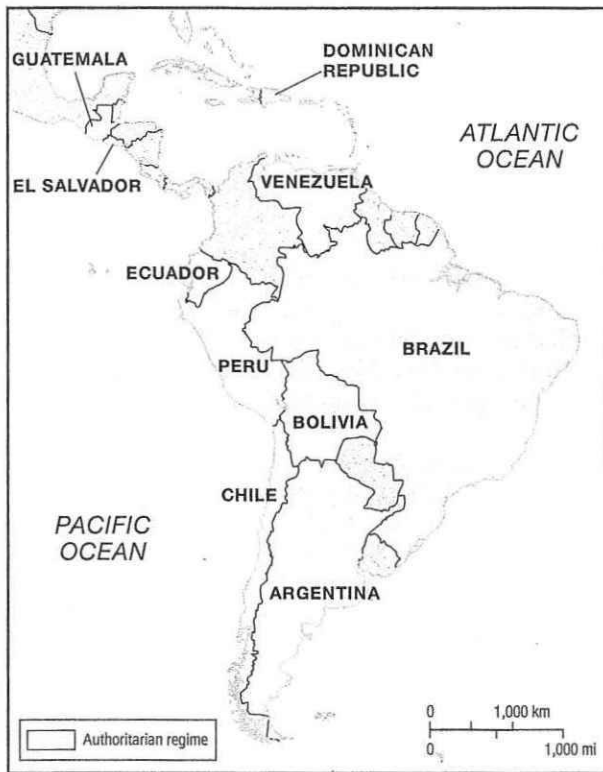 GUATEMALA
DOMINICAN
REPUBLIC
ATLANTIC
OCEAN
EL SALVADOR
VENEZUELA
ECUADOR
BRAZIL
PERU
BOLIVIA
CHILE
PACIFIC
OCEAN
ARGENTINA
Authoritarian regime
0 1,000 km
0 1,000 mi